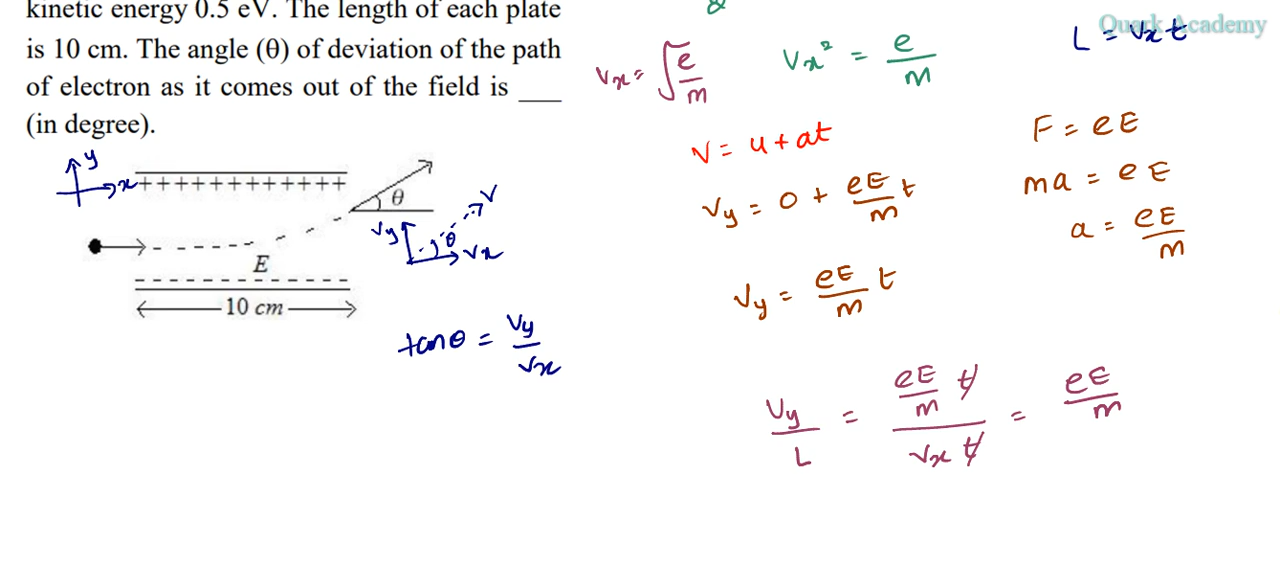 kinetic energy 0.5 eV. The length of each plate
is 10 cm. The angle (θ) of deviation of the path
of electron as it comes out of the field is ____
(in degree).
y
x
+++++++++++++
θ
E
10 cm
Vy
θ
V
Vx
tanθ = Vy/Vx
&
Vx = √(e/m)
Vx² = e/m
Quark Academy
L = Vx t
V = u + at
Vy = 0 + eE/m t
Vy = eE/m t
F = eE
ma = eE
a = eE/m
Vy/L = (eE/m t)/(Vx t) = eE/m